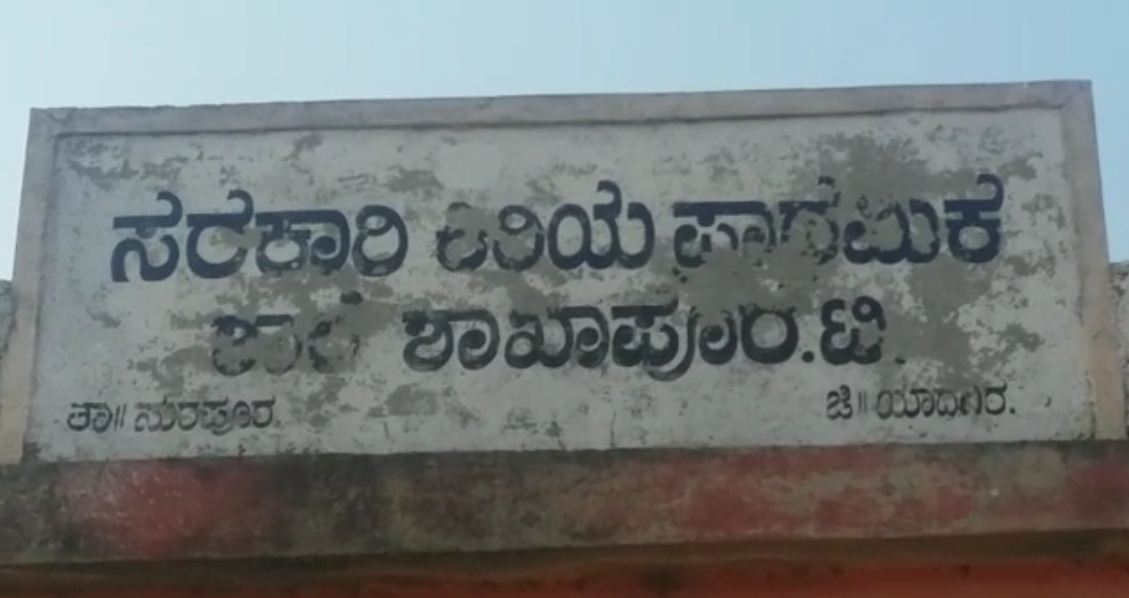 ಸರಕಾರಿ ಕಿರಿಯ ಪ್ರಾಥಮಿಕ
ಶಾಲೆ ಶಾಖಾಪೂರ.ಟಿ.
ತಾ॥ ಸುರಪೂರ. ಜಿ॥ ಯಾದಗಿರ.